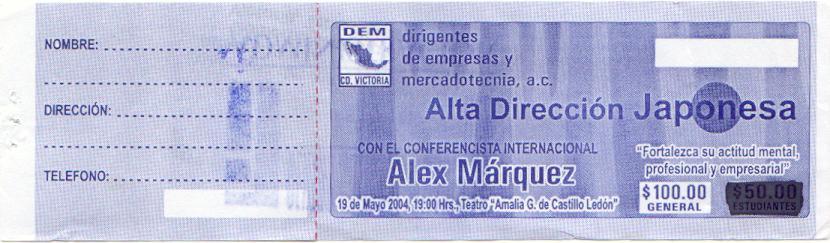 NOMBRE:
DIRECCIÓN:
TELEFONO:
DEM
CD. VICTORIA
dirigentes
de empresas y
mercadotecnia, a.c.
Alta Dirección Japonesa
CON EL CONFERENCISTA INTERNACIONAL
Alex Márquez
"Fortalezca su actitud mental,
profesional y empresarial"
19 de Mayo 2004, 19:00 Hrs., Teatro "Amalia G. de Castillo Ledón"
$100.00
GENERAL
$50.00
ESTUDIANTES